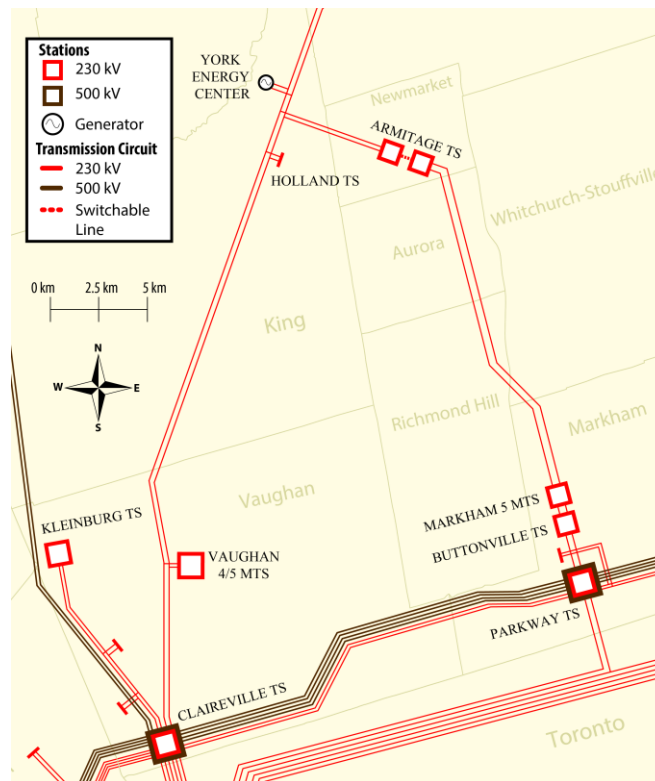 Stations
230 kV
500 kV
Generator
Transmission Circuit
230 kV
500 kV
Switchable
Line
0 km 2.5 km 5 km
N
W E
S
YORK
ENERGY
CENTER
Newmarket
ARMITAGE TS
HOLLAND TS
Whitchurch-Stouffville
Aurora
King
Richmond Hill
Markham
Vaughan
KLEINBURG TS
MARKHAM 5 MTS
BUTTONVILLE TS
VAUGHAN
4/5 MTS
PARKWAY TS
CLAIREVILLE TS
Toronto